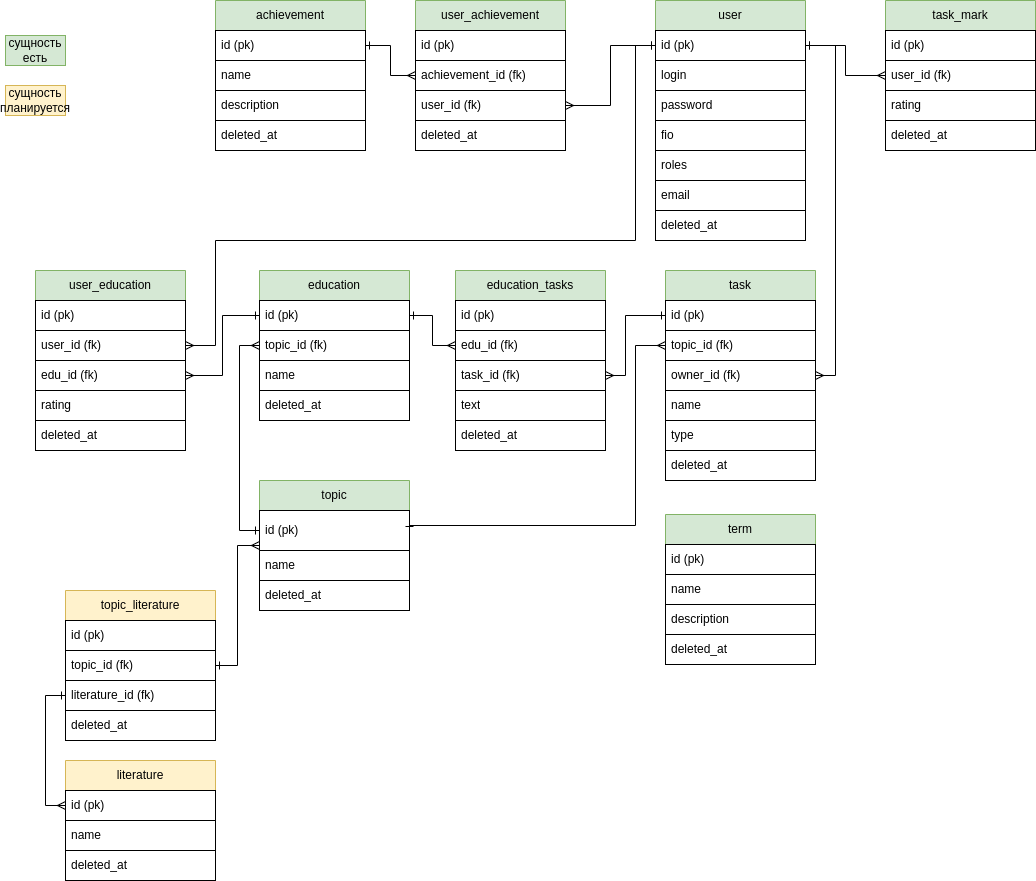 сущность
есть
сущность
планируется
achievement
id (pk)
name
description
deleted_at
user_achievement
id (pk)
achievement_id (fk)
user_id (fk)
deleted_at
user
id (pk)
login
password
fio
roles
email
deleted_at
task_mark
id (pk)
user_id (fk)
rating
deleted_at
user_education
id (pk)
user_id (fk)
edu_id (fk)
rating
deleted_at
education
id (pk)
topic_id (fk)
name
deleted_at
education_tasks
id (pk)
edu_id (fk)
task_id (fk)
text
deleted_at
task
id (pk)
topic_id (fk)
owner_id (fk)
name
type
deleted_at
topic
id (pk)
name
deleted_at
term
id (pk)
name
description
deleted_at
topic_literature
id (pk)
topic_id (fk)
literature_id (fk)
deleted_at
literature
id (pk)
name
deleted_at